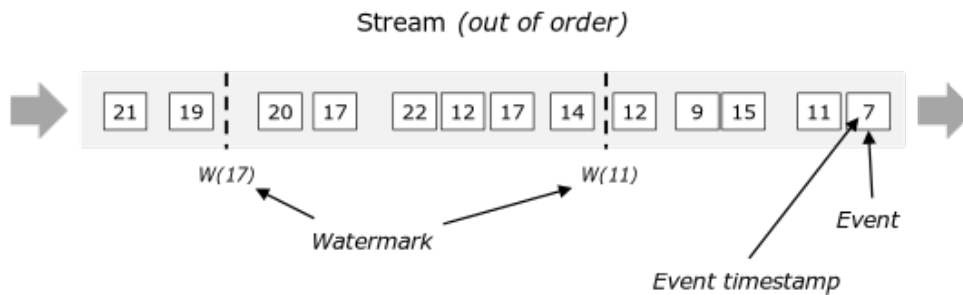 Stream (out of order)
21 19 20 17 22 12 17 14 12 9 15 11 7
W(17) W(11)
Watermark
Event
Event timestamp